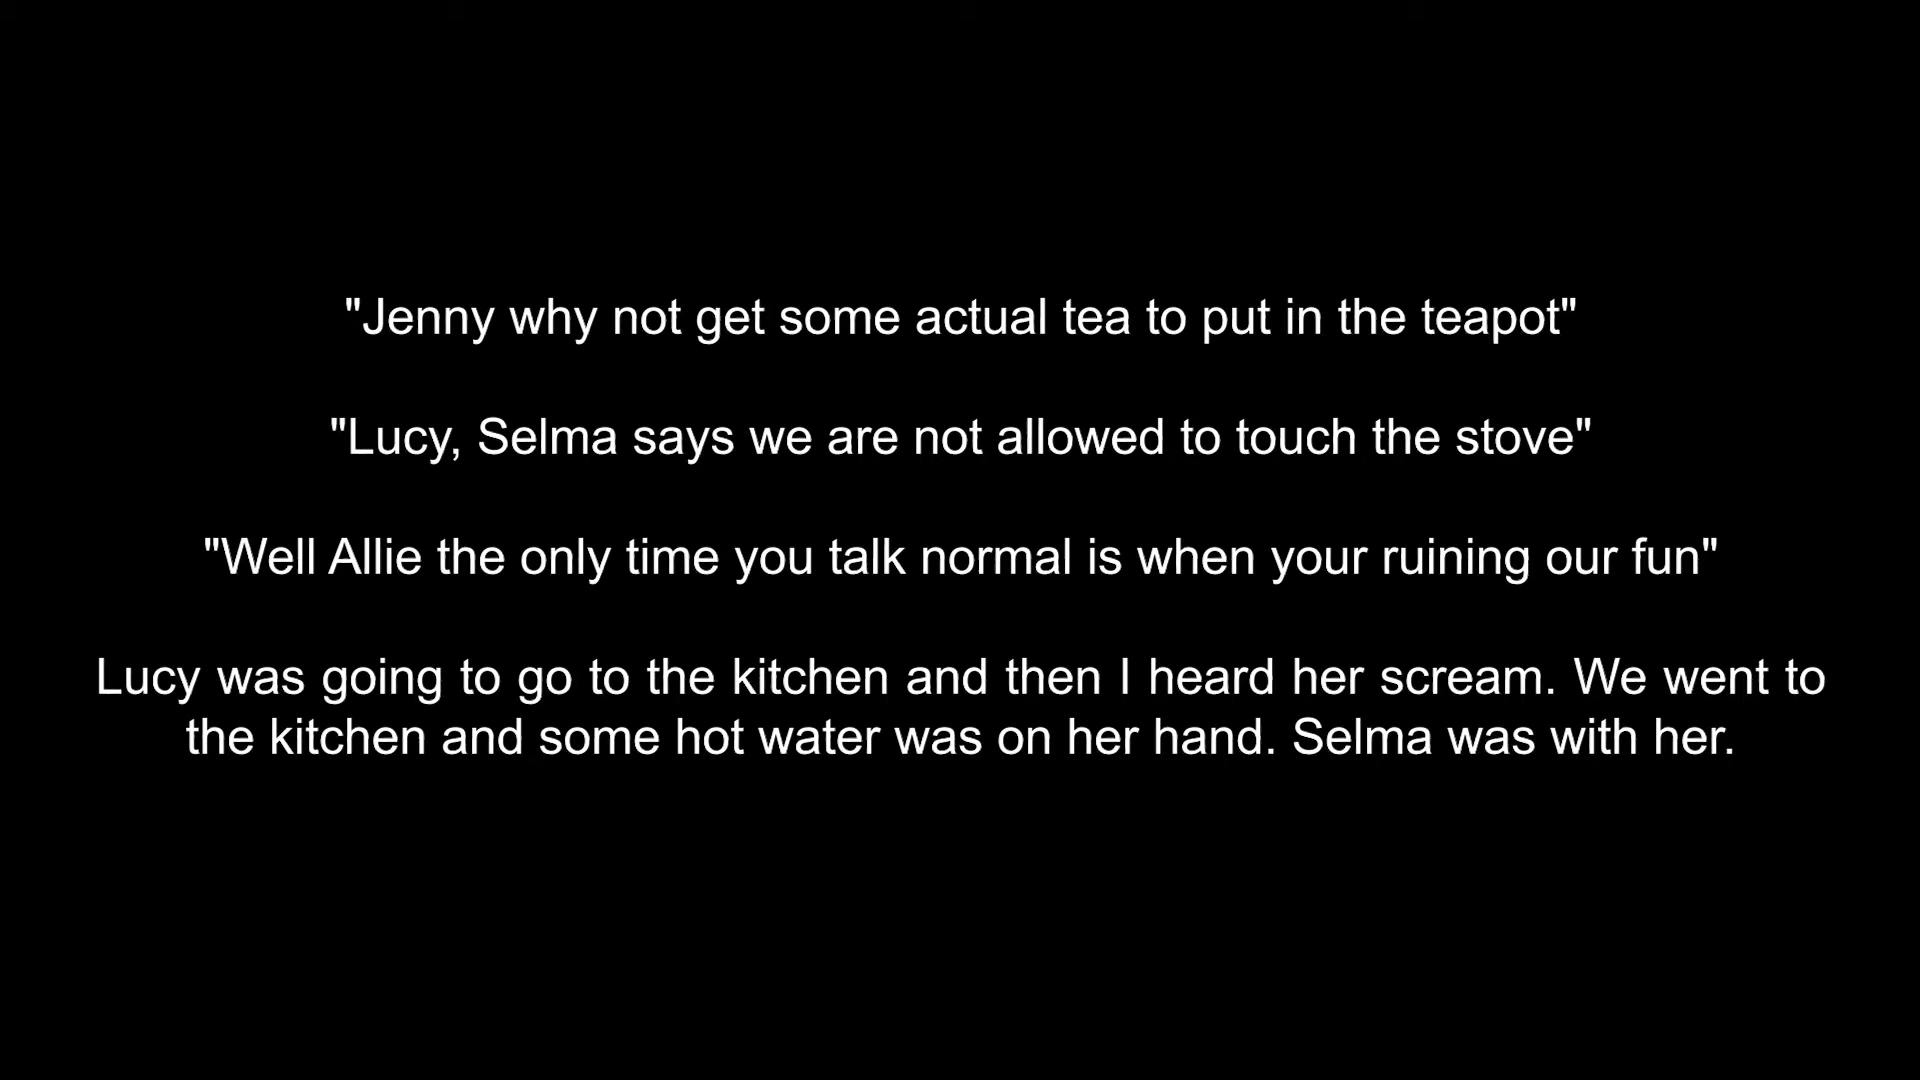 "Jenny why not get some actual tea to put in the teapot"
"Lucy, Selma says we are not allowed to touch the stove"
"Well Allie the only time you talk normal is when your ruining our fun"
Lucy was going to go to the kitchen and then I heard her scream. We went to
the kitchen and some hot water was on her hand. Selma was with her.